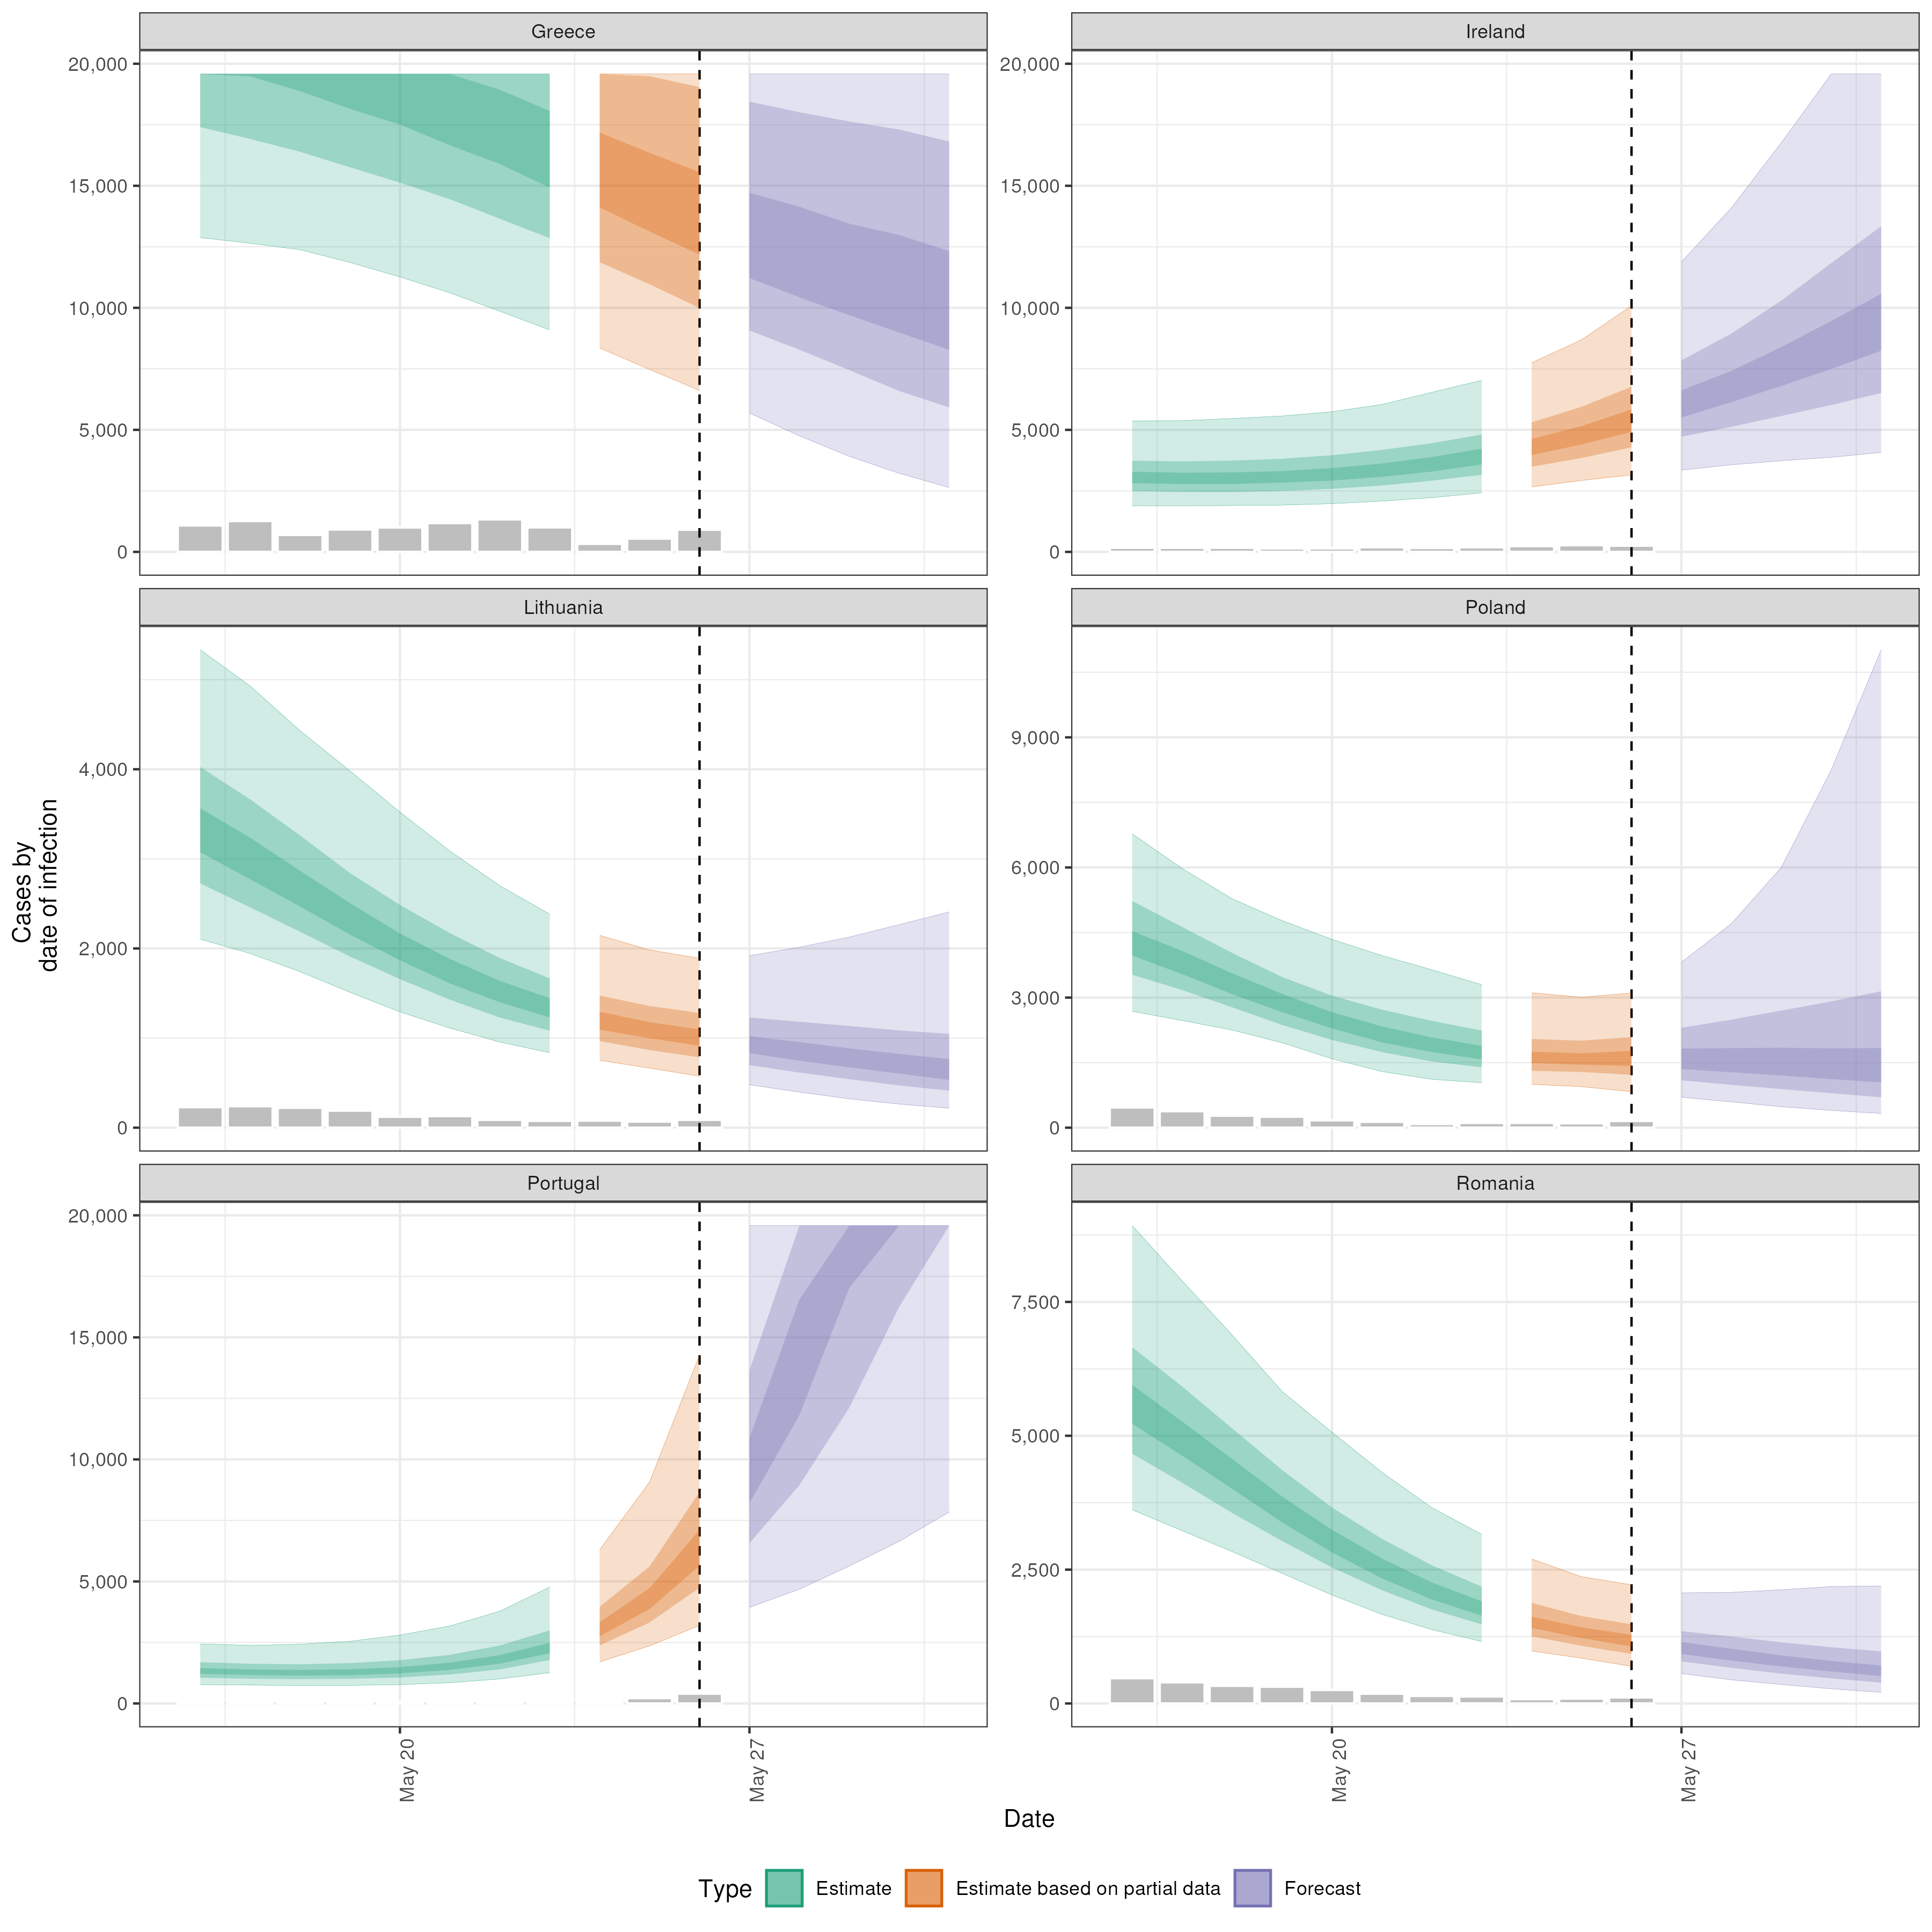 Greece
Ireland
20,000
15,000
10,000
5,000
0
20,000
15,000
10,000
5,000
0
Lithuania
Poland
4,000
2,000
0
9,000
6,000
3,000
0
Portugal
Romania
20,000
15,000
10,000
5,000
0
7,500
5,000
2,500
0
Cases by
date of infection
May 20
May 27
May 20
May 27
Date
Type
Estimate
Estimate based on partial data
Forecast